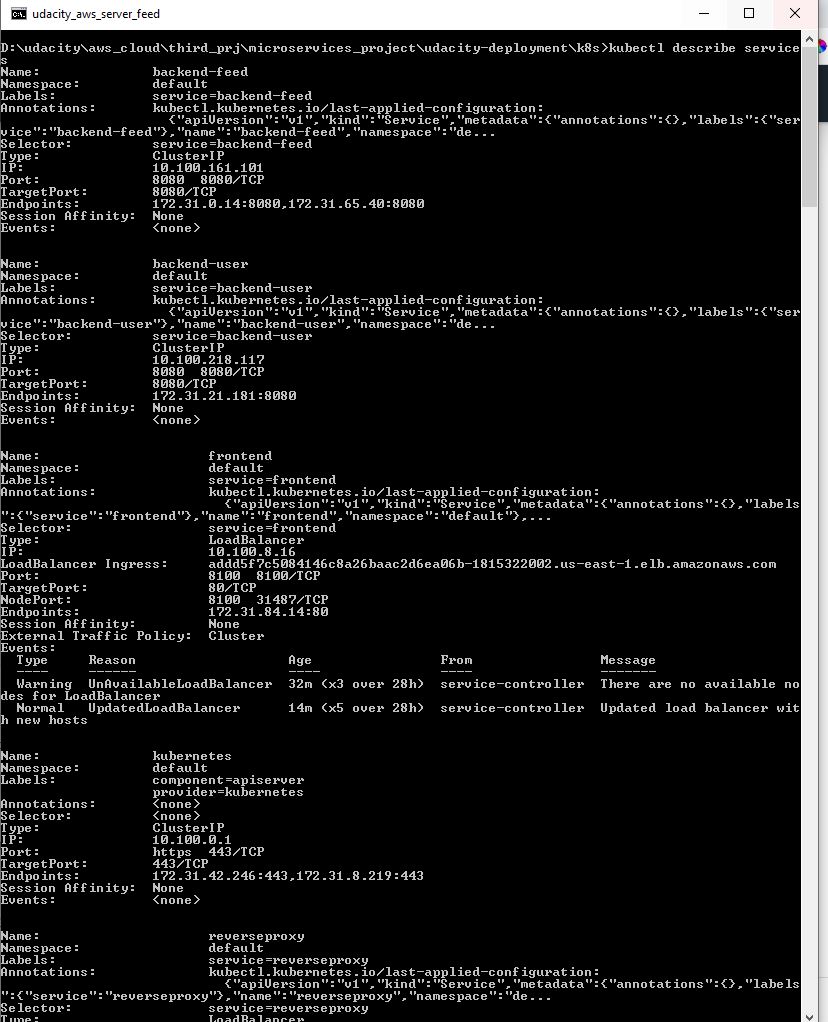 udacity_aws_server_feed
D:\udacity\aws_cloud\third_prj\microservices_project\udacity-deployment\k8s>kubectl describe service
s
Name:              backend-feed
Namespace:         default
Labels:            service=backend-feed
Annotations:       kubectl.kubernetes.io/last-applied-configuration:
                     {"apiVersion":"v1","kind":"Service","metadata":{"annotations":{},"labels":{"ser
vice":"backend-feed"},"name":"backend-feed","namespace":"de...
Selector:          service=backend-feed
Type:              ClusterIP
IP:                10.100.161.101
Port:              8080  8080/TCP
TargetPort:        8080/TCP
Endpoints:         172.31.0.14:8080,172.31.65.40:8080
Session Affinity:  None
Events:            <none>
Name:              backend-user
Namespace:         default
Labels:            service=backend-user
Annotations:       kubectl.kubernetes.io/last-applied-configuration:
                     {"apiVersion":"v1","kind":"Service","metadata":{"annotations":{},"labels":{"ser
vice":"backend-user"},"name":"backend-user","namespace":"de...
Selector:          service=backend-user
Type:              ClusterIP
IP:                10.100.218.117
Port:              8080  8080/TCP
TargetPort:        8080/TCP
Endpoints:         172.31.21.181:8080
Session Affinity:  None
Events:            <none>
Name:                     frontend
Namespace:                default
Labels:                   service=frontend
Annotations:              kubectl.kubernetes.io/last-applied-configuration:
                            {"apiVersion":"v1","kind":"Service","metadata":{"annotations":{},"labels
":{"service":"frontend"},"name":"frontend","namespace":"default"},...
Selector:                 service=frontend
Type:                     LoadBalancer
IP:                       10.100.8.16
LoadBalancer Ingress:     addd5f7c5084146c8a26baac2d6ea06b-1815322002.us-east-1.elb.amazonaws.com
Port:                     8100  8100/TCP
TargetPort:               80/TCP
NodePort:                 8100  31487/TCP
Endpoints:                172.31.84.14:80
Session Affinity:         None
External Traffic Policy:  Cluster
Events:
  Type     Reason                   Age                From                Message
  ----     ------                   ----               ----                -------
  Warning  UnAvailableLoadBalancer  32m (x3 over 28h)  service-controller  There are no available no
des for LoadBalancer
  Normal   UpdatedLoadBalancer      14m (x5 over 28h)  service-controller  Updated load balancer wit
h new hosts
Name:              kubernetes
Namespace:         default
Labels:            component=apiserver
                   provider=kubernetes
Annotations:       <none>
Selector:          <none>
Type:              ClusterIP
IP:                10.100.0.1
Port:              https  443/TCP
TargetPort:        443/TCP
Endpoints:         172.31.42.246:443,172.31.8.219:443
Session Affinity:  None
Events:            <none>
Name:                     reverseproxy
Namespace:                default
Labels:                   service=reverseproxy
Annotations:              kubectl.kubernetes.io/last-applied-configuration:
                            {"apiVersion":"v1","kind":"Service","metadata":{"annotations":{},"labels
":{"service":"reverseproxy"},"name":"reverseproxy","namespace":"de...
Selector:                 service=reverseproxy
Type:                     LoadBalancer